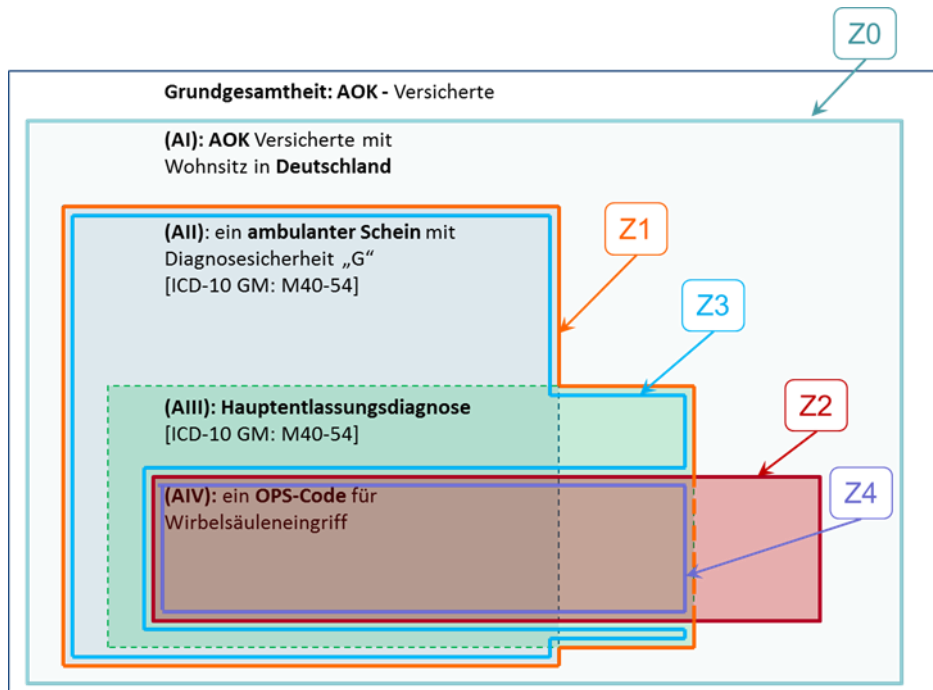 Z0
Grundgesamtheit: AOK - Versicherte
(AI): AOK Versicherte mit
Wohnsitz in Deutschland
(AII): ein ambulanter Schein mit
Diagnosesicherheit „G“
[ICD-10 GM: M40-54]
Z1
Z3
(AIII): Hauptentlassungsdiagnose
[ICD-10 GM: M40-54]
Z2
(AIV): ein OPS-Code für
Wirbelsäuleneingriff
Z4